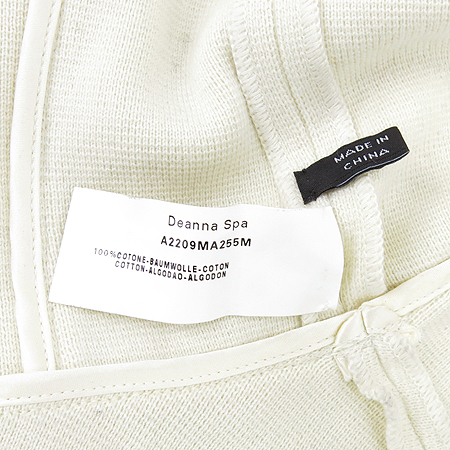 MADE IN
CHINA
Deanna Spa
A2209MA255M
100%COTONE-BAUMWOLLE-COTON
COTTON-ALGODAO-ALGODON